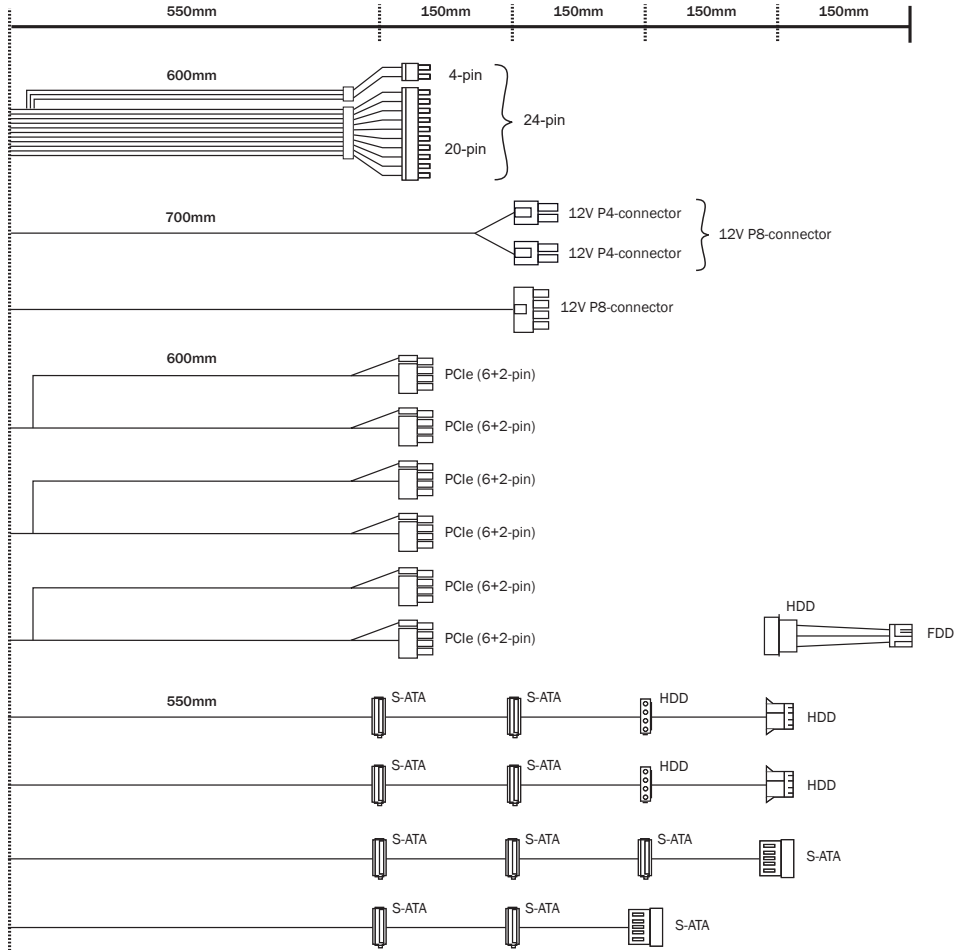 550mm 150mm 150mm 150mm 150mm
600mm
4-pin
24-pin
20-pin
700mm
12V P4-connector
12V P8-connector
12V P4-connector
12V P8-connector
600mm
PCIe (6+2-pin)
PCIe (6+2-pin)
PCIe (6+2-pin)
PCIe (6+2-pin)
PCIe (6+2-pin)
HDD
FDD
PCIe (6+2-pin)
550mm
S-ATA S-ATA HDD
HDD
S-ATA S-ATA HDD
HDD
S-ATA S-ATA S-ATA
S-ATA
S-ATA S-ATA
S-ATA